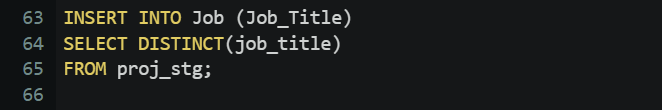 63 INSERT INTO Job (Job_Title)
64 SELECT DISTINCT(job_title)
65 FROM proj_stg;
66